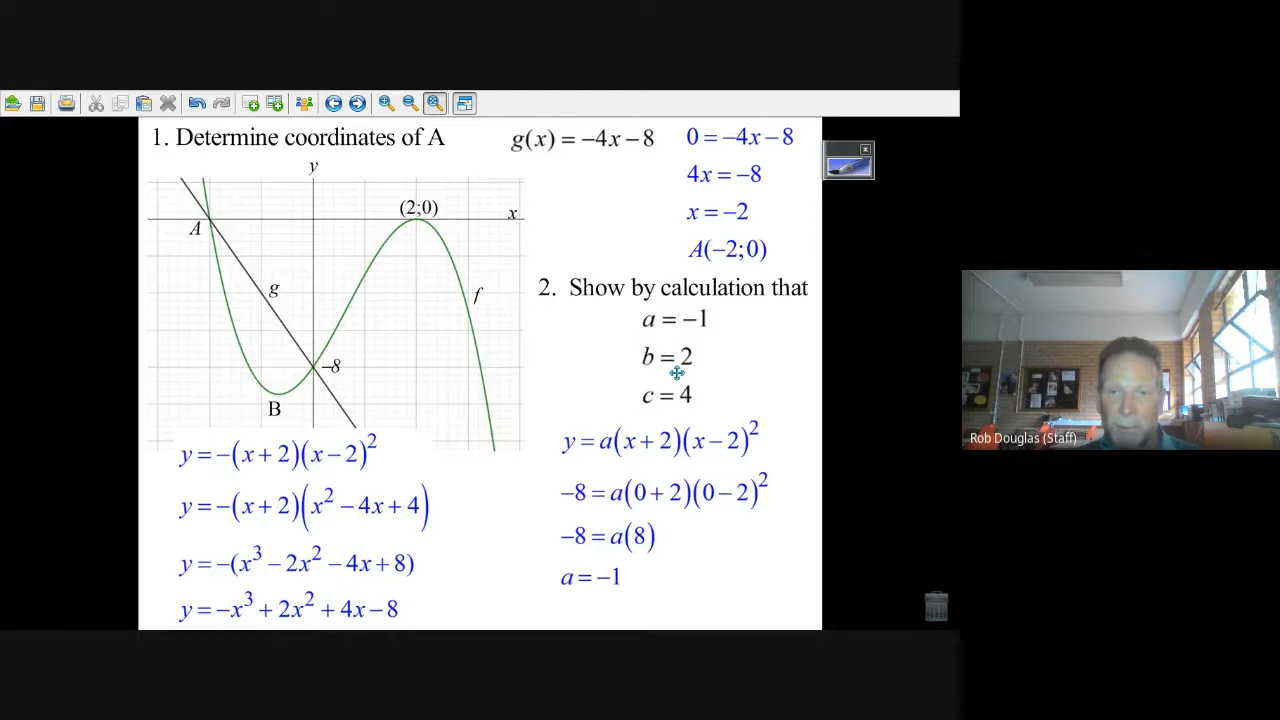 1. Determine coordinates of A
g(x) = −4x − 8
0 = −4x − 8
4x = −8
x = −2
A(−2;0)
y
(2;0)
x
A
g
f
−8
B
2. Show by calculation that
a = −1
b = 2
c = 4
y = a(x + 2)(x − 2)²
−8 = a(0 + 2)(0 − 2)²
−8 = a(8)
a = −1
y = −(x + 2)(x − 2)²
y = −(x + 2)(x² − 4x + 4)
y = −(x³ − 2x² − 4x + 8)
y = −x³ + 2x² + 4x − 8
Rob Douglas (Staff)